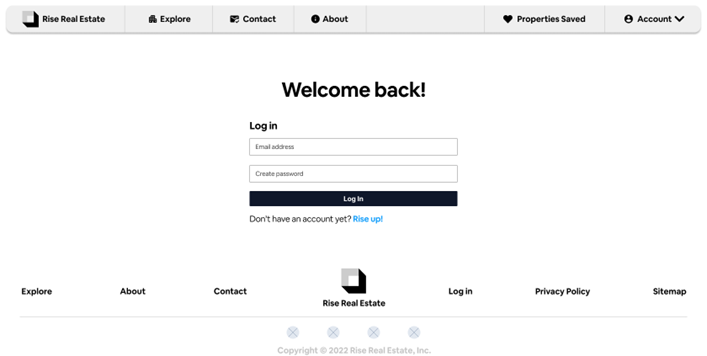 Rise Real Estate Explore Contact About Properties Saved Account
Welcome back!
Log in
Email address
Create password
Log In
Don't have an account yet? Rise up!
Explore About Contact Log in Privacy Policy Sitemap
Rise Real Estate
Copyright © 2022 Rise Real Estate, Inc.